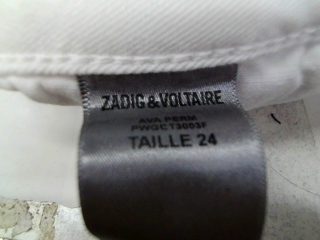 ZADIG & VOLTAIRE
AVA PERM
PWGCT3003F
TAILLE 24